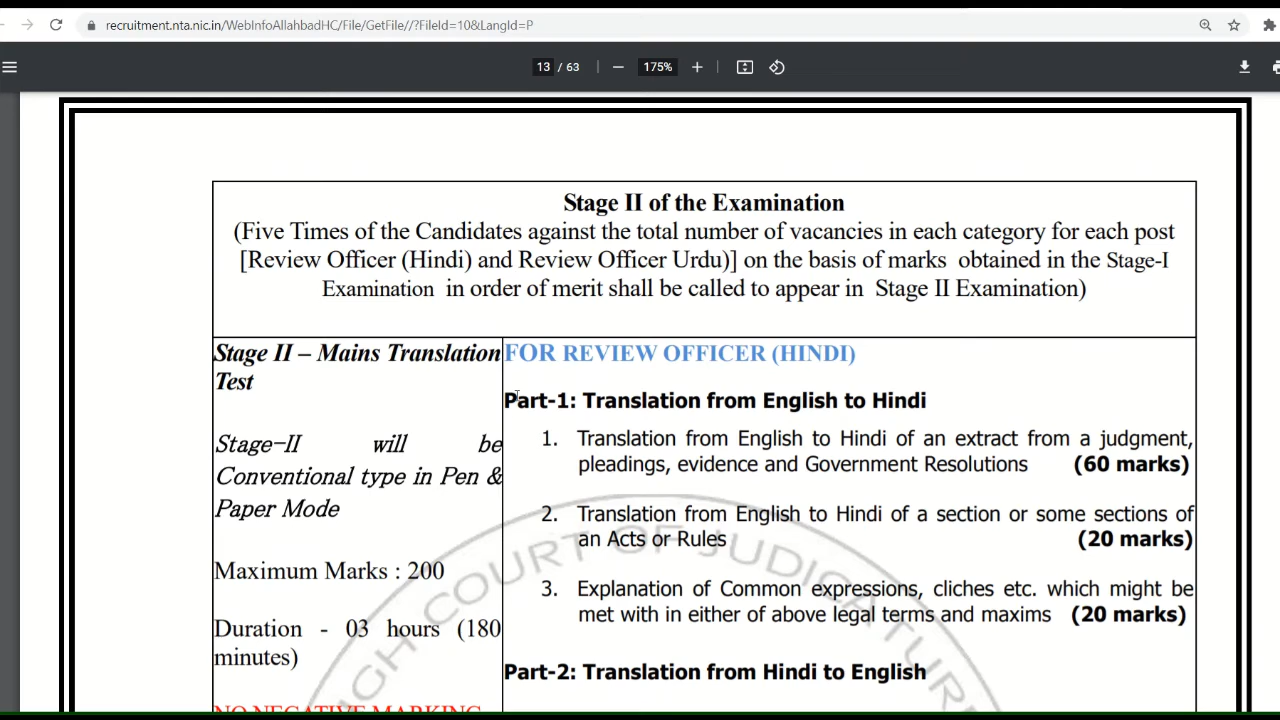 recruitment.nta.nic.in/WebInfoAllahbadHC/File/GetFile//?FileId=10&LangId=P
13 / 63
175%
Stage II of the Examination
(Five Times of the Candidates against the total number of vacancies in each category for each post
[Review Officer (Hindi) and Review Officer Urdu)] on the basis of marks obtained in the Stage-I
Examination in order of merit shall be called to appear in Stage II Examination)
Stage II – Mains Translation
Test
Stage-II will be
Conventional type in Pen &
Paper Mode
Maximum Marks : 200
Duration - 03 hours (180
minutes)
NO NEGATIVE MARKING
FOR REVIEW OFFICER (HINDI)
Part-1: Translation from English to Hindi
1. Translation from English to Hindi of an extract from a judgment,
pleadings, evidence and Government Resolutions (60 marks)
2. Translation from English to Hindi of a section or some sections of
an Acts or Rules (20 marks)
3. Explanation of Common expressions, cliches etc. which might be
met with in either of above legal terms and maxims (20 marks)
Part-2: Translation from Hindi to English
HIGH COURT OF JUDICATURE